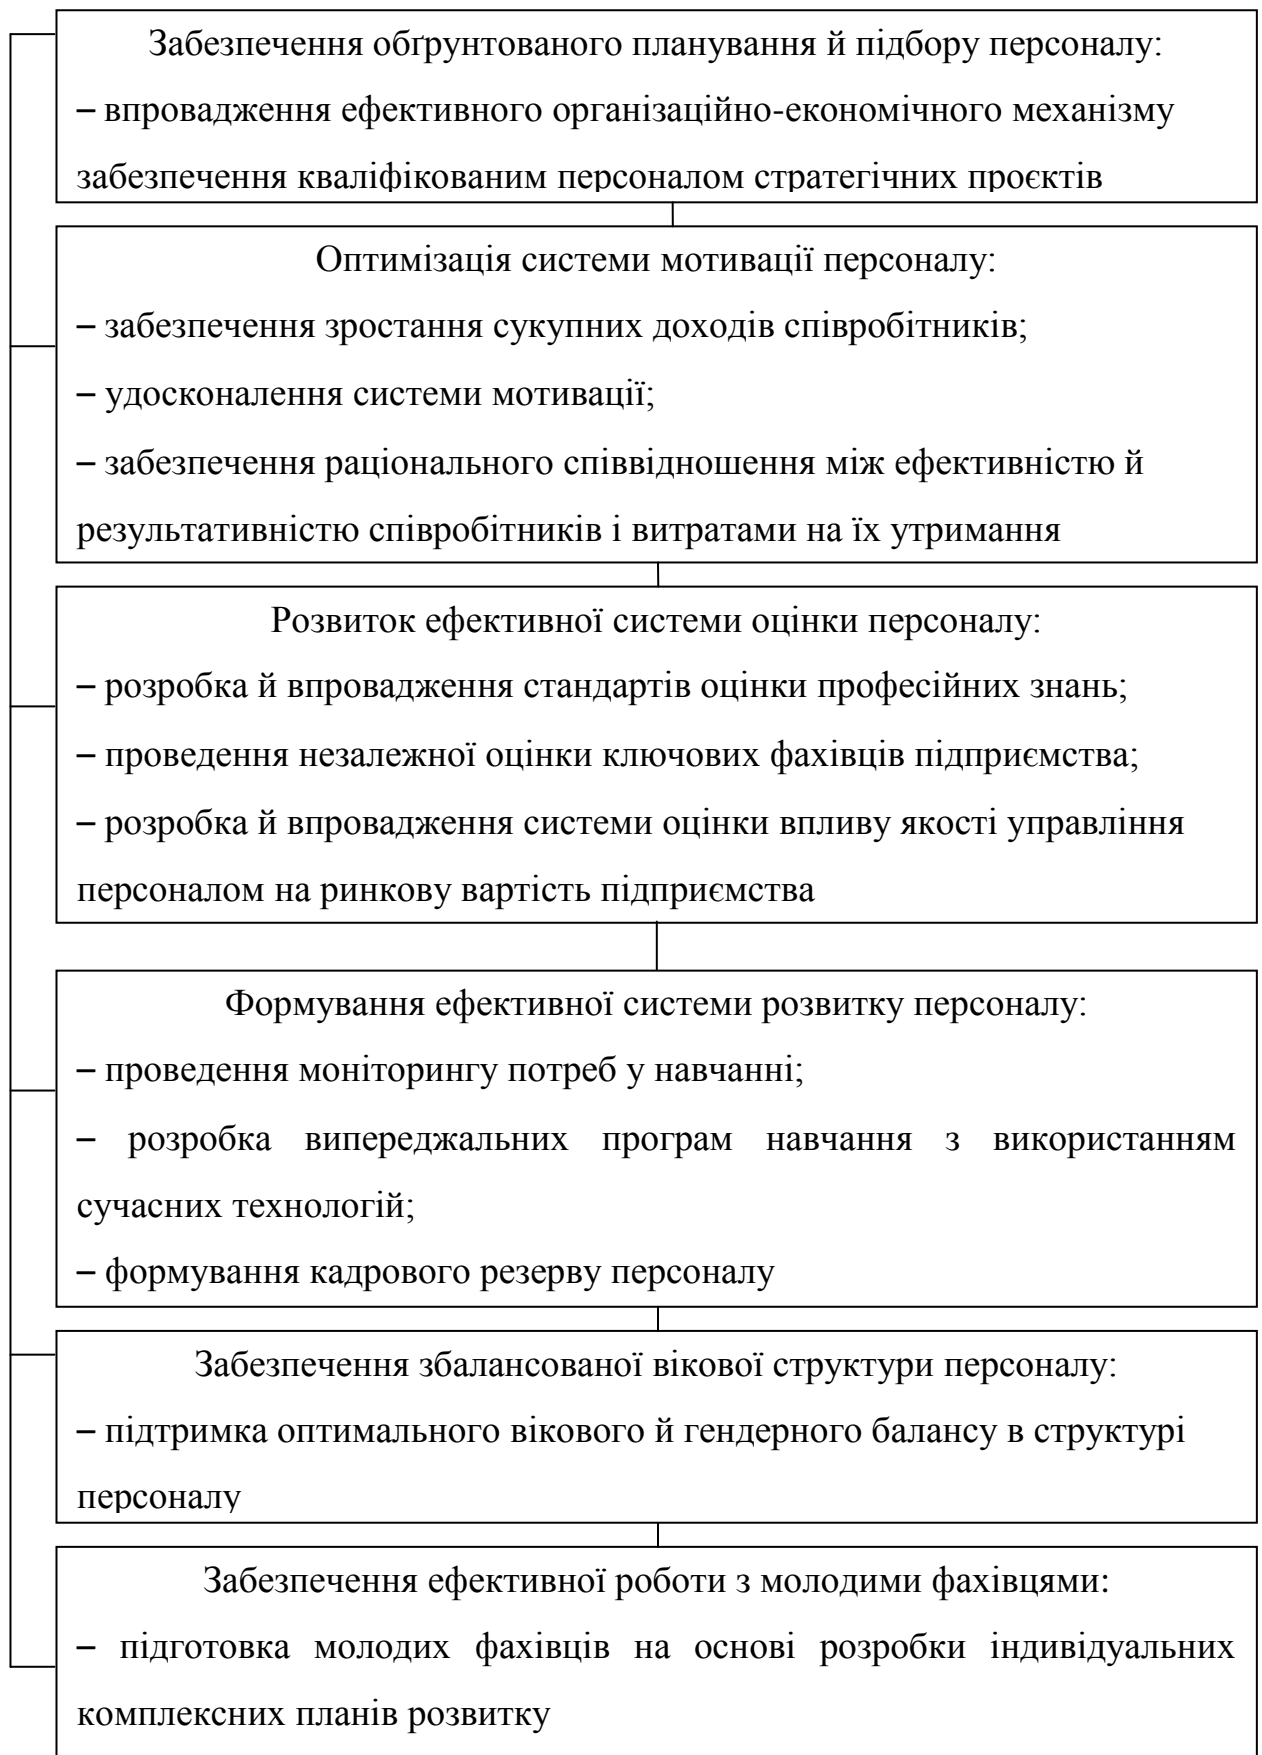 Забезпечення обґрунтованого планування й підбору персоналу:
– впровадження ефективного організаційно-економічного механізму
забезпечення кваліфікованим персоналом стратегічних проєктів
Оптимізація системи мотивації персоналу:
– забезпечення зростання сукупних доходів співробітників;
– удосконалення системи мотивації;
– забезпечення раціонального співвідношення між ефективністю й
результативністю співробітників і витратами на їх утримання
Розвиток ефективної системи оцінки персоналу:
– розробка й впровадження стандартів оцінки професійних знань;
– проведення незалежної оцінки ключових фахівців підприємства;
– розробка й впровадження системи оцінки впливу якості управління
персоналом на ринкову вартість підприємства
Формування ефективної системи розвитку персоналу:
– проведення моніторингу потреб у навчанні;
– розробка випереджальних програм навчання з використанням
сучасних технологій;
– формування кадрового резерву персоналу
Забезпечення збалансованої вікової структури персоналу:
– підтримка оптимального вікового й гендерного балансу в структурі
персоналу
Забезпечення ефективної роботи з молодими фахівцями:
– підготовка молодих фахівців на основі розробки індивідуальних
комплексних планів розвитку